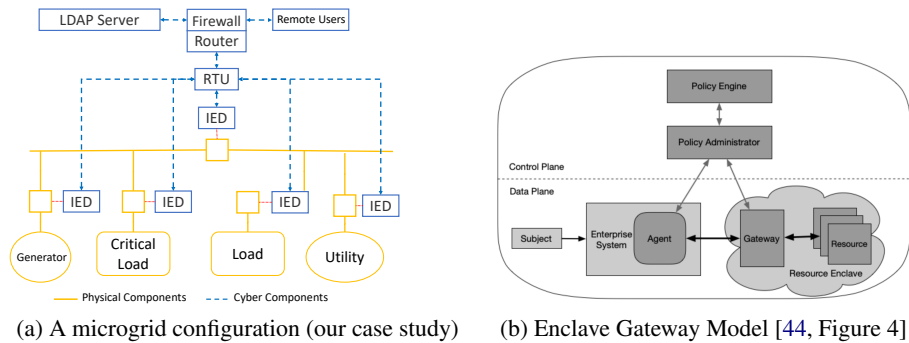 LDAP Server
Firewall
Remote Users
Router
RTU
IED
IED
IED
IED
IED
Generator
Critical
Load
Load
Utility
Physical Components
Cyber Components
(a) A microgrid configuration (our case study)
Policy Engine
Policy Administrator
Control Plane
Data Plane
Subject
Enterprise
System
Agent
Gateway
Resource
Resource Enclave
(b) Enclave Gateway Model [44, Figure 4]